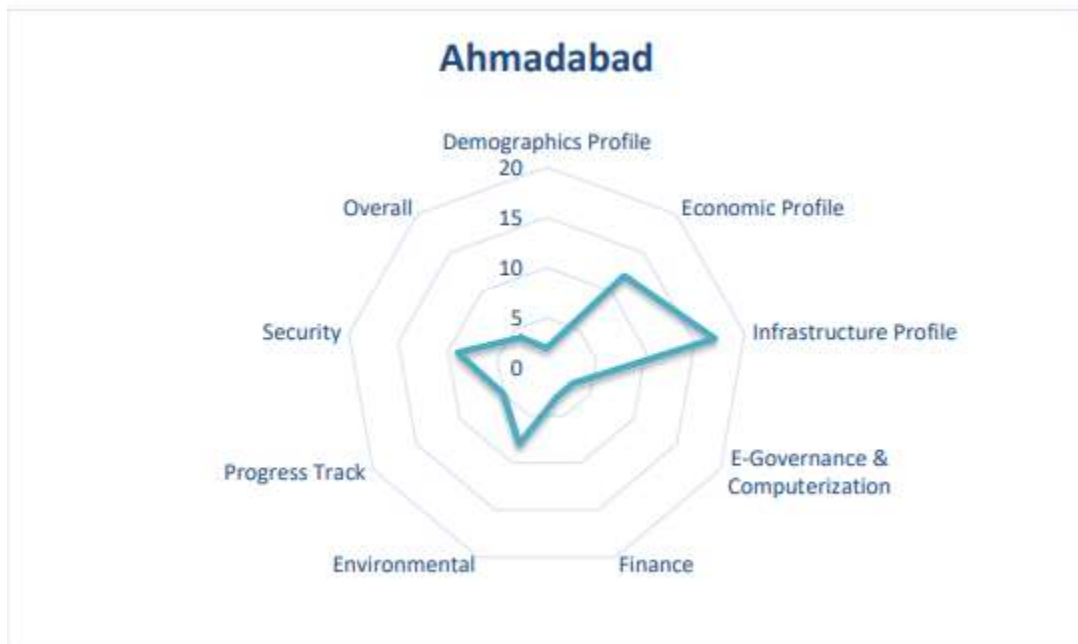 Ahmadabad
Demographics Profile
20
Overall
15
Economic Profile
10
5
Security
Infrastructure Profile
0
Progress Track
E-Governance &
Computerization
Environmental
Finance